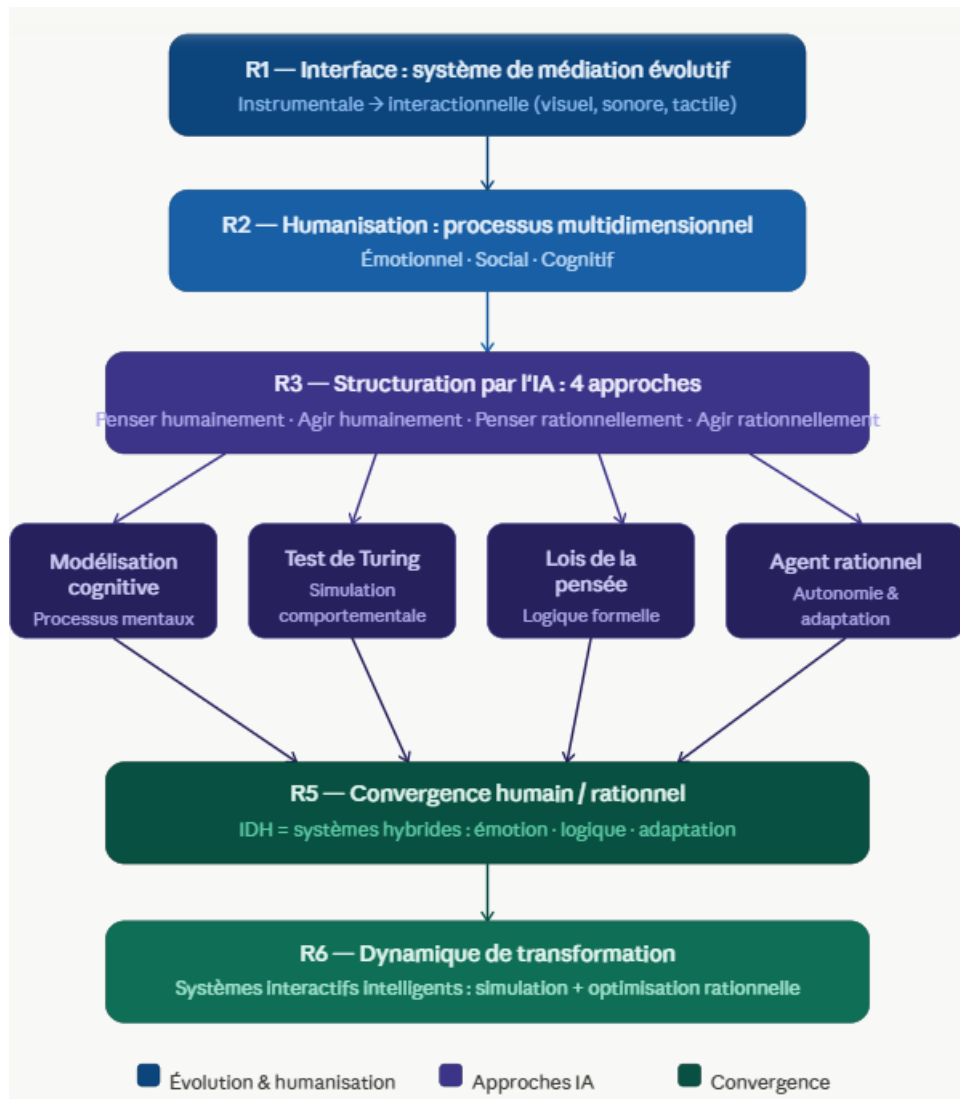 R1 — Interface : système de médiation évolutif
Instrumentale → interactionnelle (visuel, sonore, tactile)
R2 — Humanisation : processus multidimensionnel
Émotionnel · Social · Cognitif
R3 — Structuration par l'IA : 4 approches
Penser humainement · Agir humainement · Penser rationnellement · Agir rationnellement
Modélisation
cognitive
Processus mentaux
Test de Turing
Simulation
comportementale
Lois de la
pensée
Logique formelle
Agent rationnel
Autonomie &
adaptation
R5 — Convergence humain / rationnel
IDH = systèmes hybrides : émotion · logique · adaptation
R6 — Dynamique de transformation
Systèmes interactifs intelligents : simulation + optimisation rationnelle
Évolution & humanisation
Approches IA
Convergence